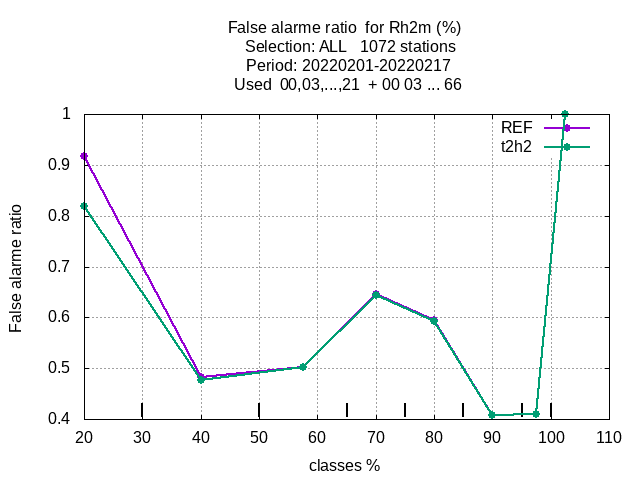 False alarme ratio  for Rh2m (%)
Selection: ALL   1072 stations
Period: 20220201-20220217
Used  00,03,...,21  + 00 03 ... 66
REF
t2h2
1
0.9
0.8
0.7
0.6
0.5
0.4
False alarme ratio
20 30 40 50 60 70 80 90 100 110
classes %